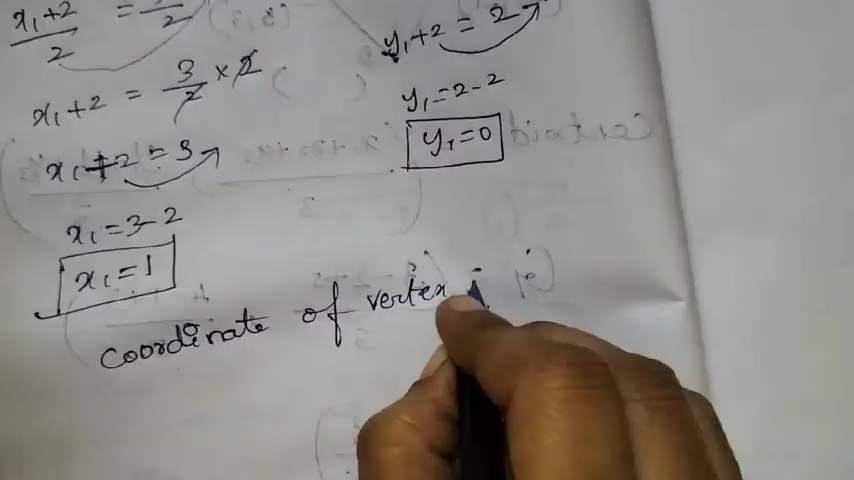 x₁+2/2 = 3/2
x₁+2 = 3/2 × 2
x₁+2 = 3
x₁ = 3-2
x₁ = 1
y₁+2 = 2
y₁ = 2-2
y₁ = 0
coordinate of vertex